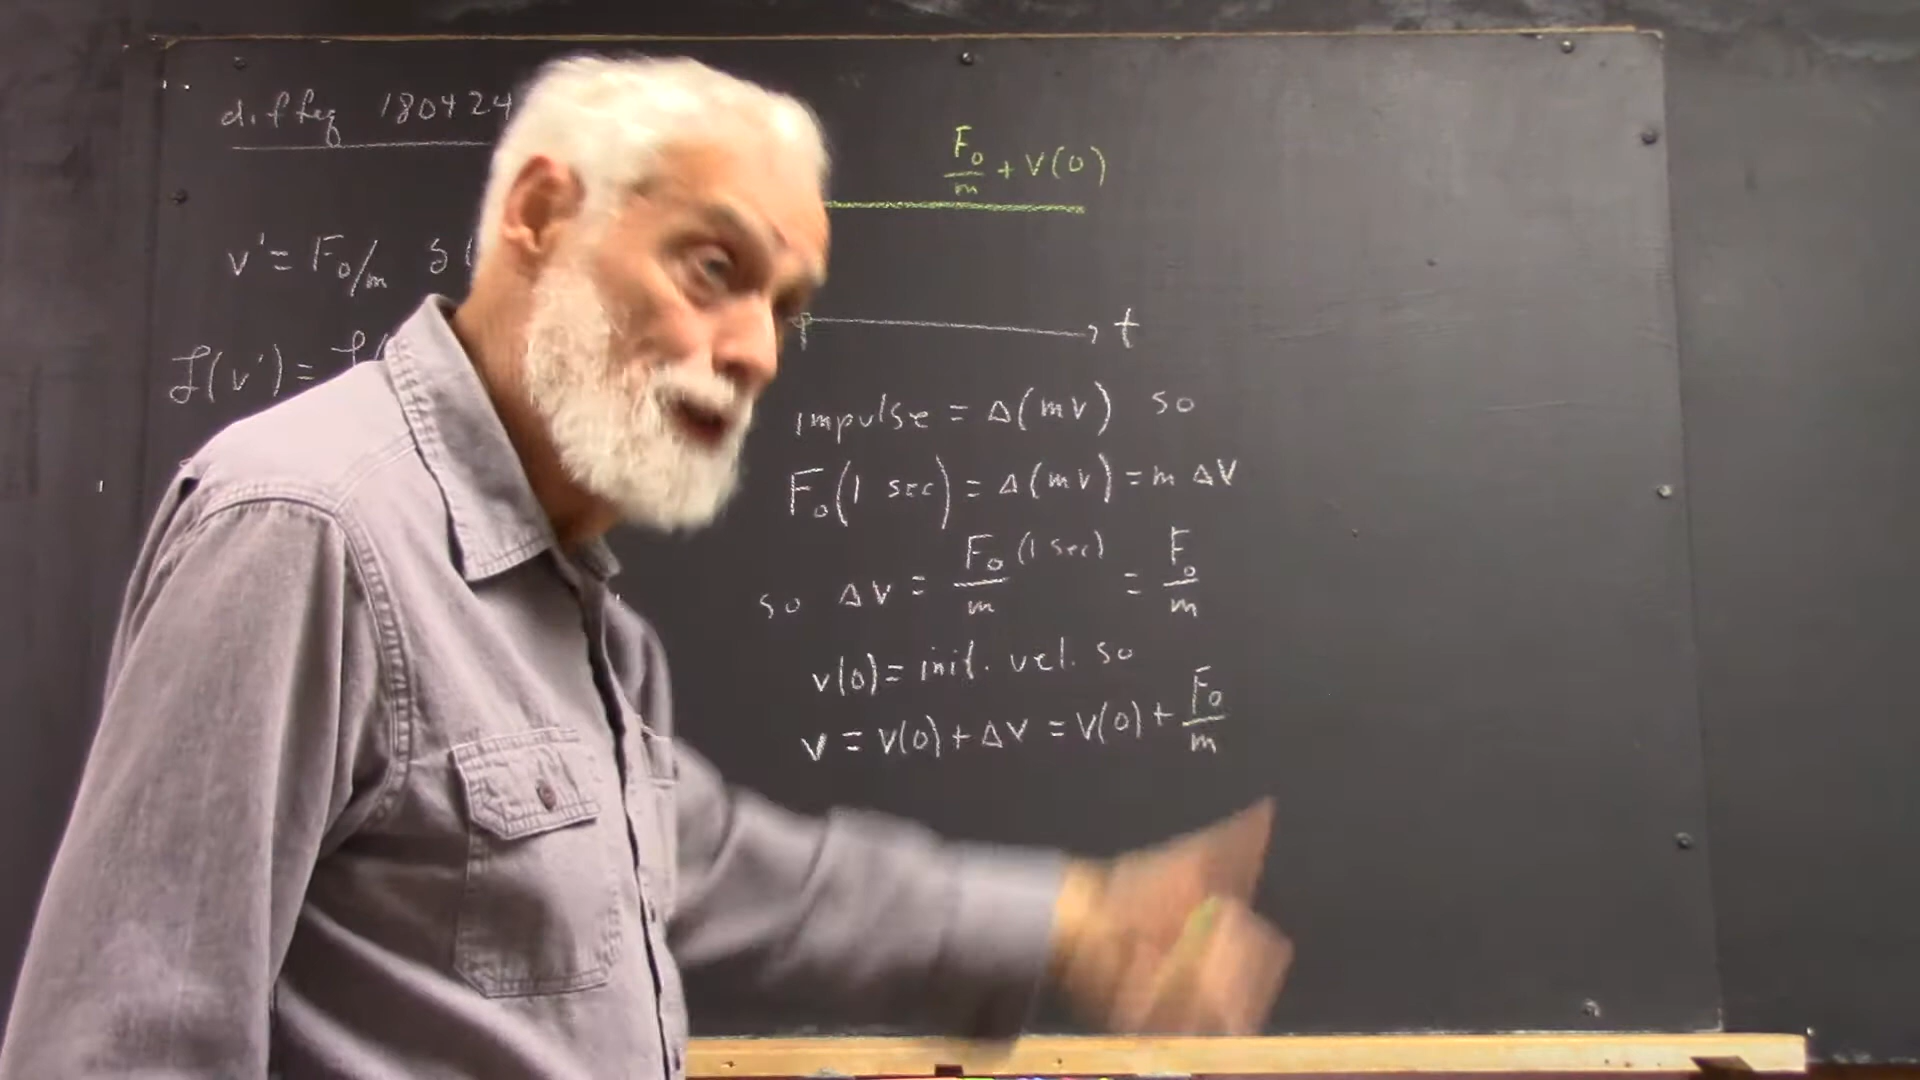 diffeq 180424
v' = F₀/m δ(
ℒ(v') = ℒ(
F₀/m + v(0)
t
impulse = Δ(mv) so
F₀(1 sec) = Δ(mv) = m Δv
so Δv = F₀/m (1 sec) = F₀/m
v(0) = init. vel. so
v = v(0) + Δv = v(0) + F₀/m